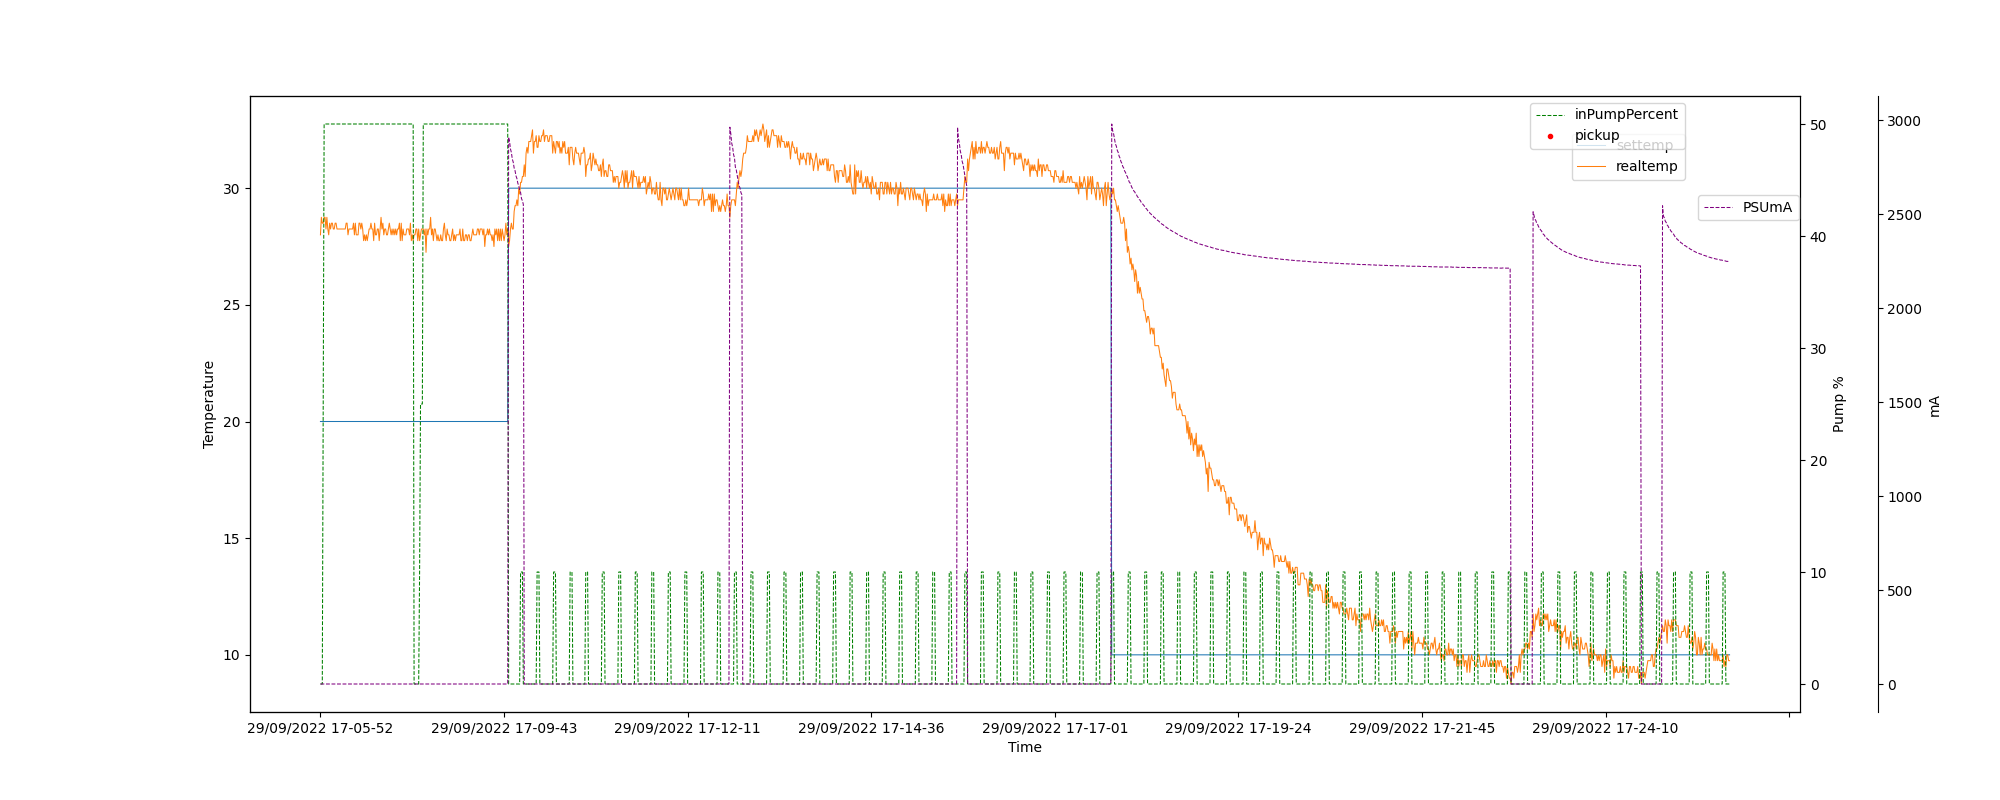 inPumpPercent
pickup
settemp
realtemp
PSUmA
Temperature
30
25
20
15
10
50
40
30
20
10
0
Pump %
3000
2500
2000
1500
1000
500
0
mA
29/09/2022 17-05-52
29/09/2022 17-09-43
29/09/2022 17-12-11
29/09/2022 17-14-36
29/09/2022 17-17-01
29/09/2022 17-19-24
29/09/2022 17-21-45
29/09/2022 17-24-10
Time